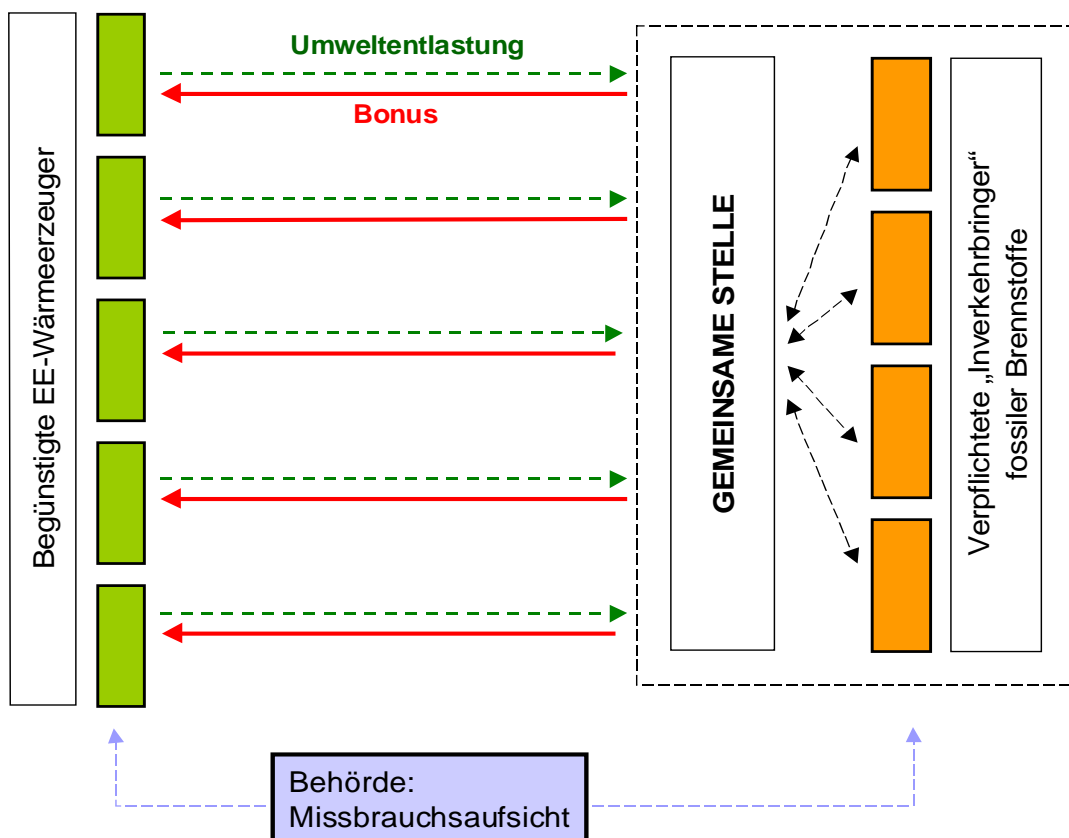 Begünstigte EE-Wärmeerzeuger
Umweltentlastung
Bonus
GEMEINSAME STELLE
Verpflichtete „Inverkehrbringer“
fossiler Brennstoffe
Behörde:
Missbrauchsaufsicht